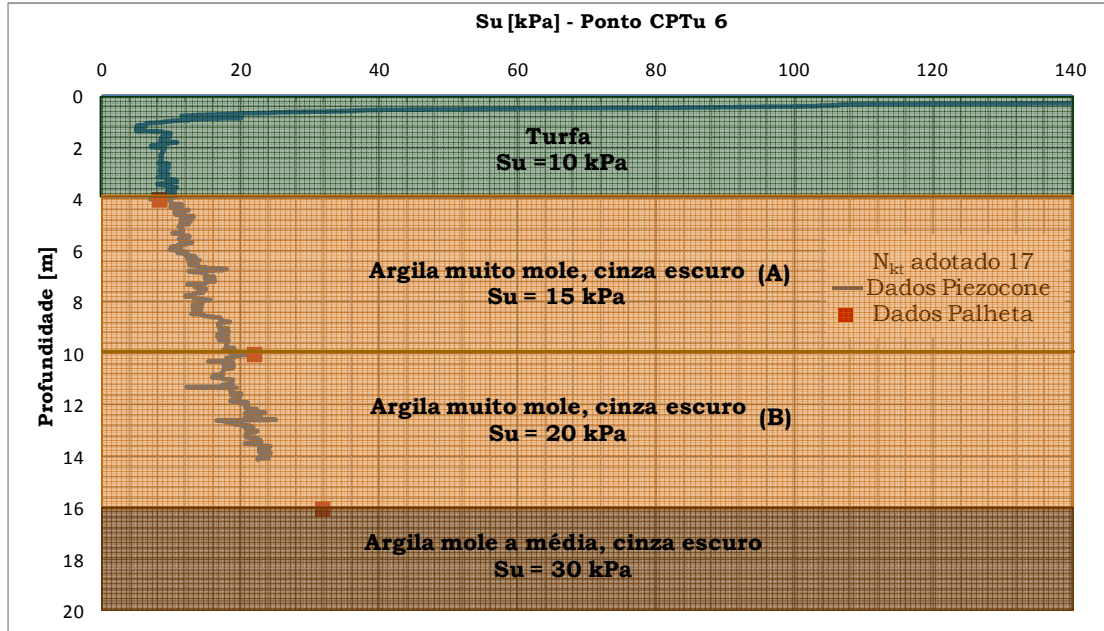 Su [kPa] - Ponto CPTu 6
0 20 40 60 80 100 120 140
Profundidade [m]
0
2
4
6
8
10
12
14
16
18
20
Turfa
Su =10 kPa
Argila muito mole, cinza escuro (A)
Su = 15 kPa
Nkt adotado 17
Dados Piezocone
Dados Palheta
Argila muito mole, cinza escuro (B)
Su = 20 kPa
Argila mole a média, cinza escuro
Su = 30 kPa